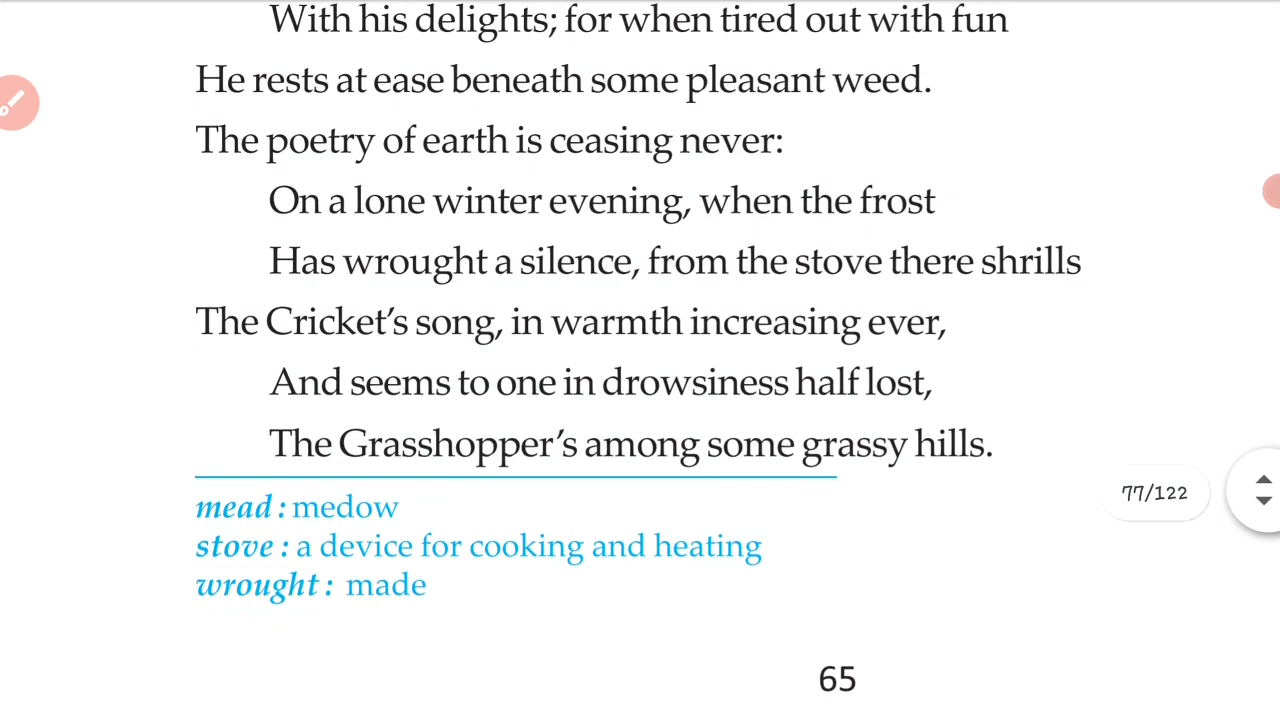 With his delights; for when tired out with fun
He rests at ease beneath some pleasant weed.
The poetry of earth is ceasing never:
On a lone winter evening, when the frost
Has wrought a silence, from the stove there shrills
The Cricket's song, in warmth increasing ever,
And seems to one in drowsiness half lost,
The Grasshopper's among some grassy hills.
mead : medow
stove : a device for cooking and heating
wrought : made
77/122
65